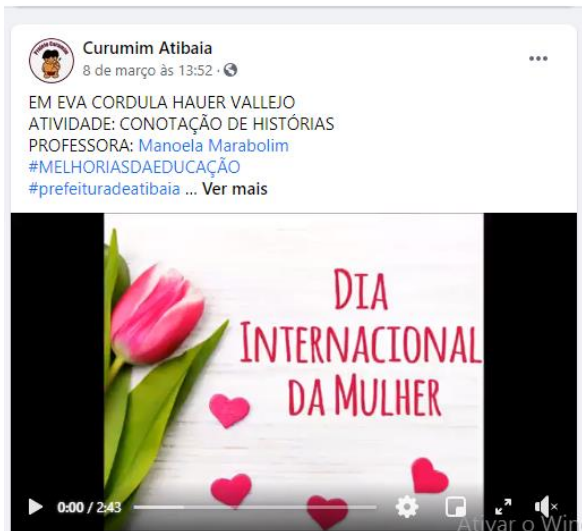 Curumim Atibaia
8 de março às 13:52 ·
EM EVA CORDULA HAUER VALLEJO
ATIVIDADE: CONOTAÇÃO DE HISTÓRIAS
PROFESSORA: Manoela Marabolim
#MELHORIASDAEDUCAÇÃO
#prefeituradeatibaia ... Ver mais
DIA
INTERNACIONAL
DA MULHER
0:00 / 2:43
Ativar o Win